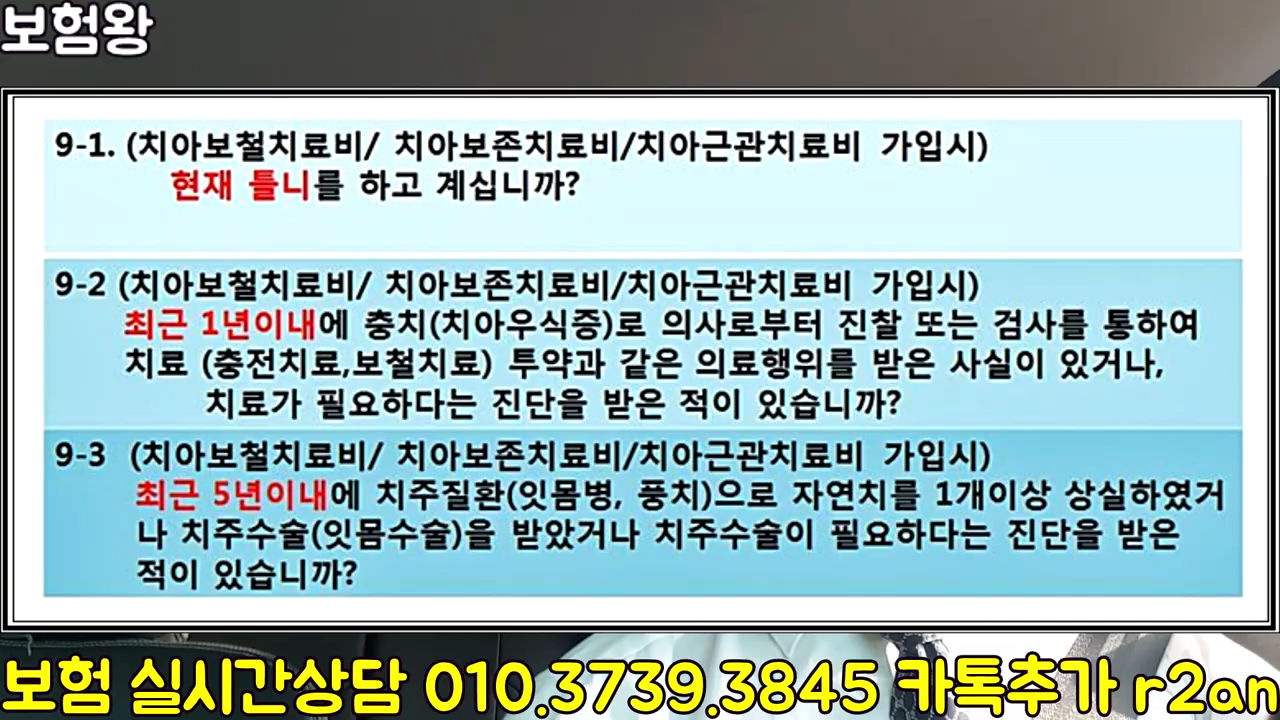 보험왕
9-1. (치아보철치료비/ 치아보존치료비/치아근관치료비 가입시)
현재 틀니를 하고 계십니까?
9-2 (치아보철치료비/ 치아보존치료비/치아근관치료비 가입시)
최근 1년이내에 충치(치아우식증)로 의사로부터 진찰 또는 검사를 통하여
치료 (충전치료,보철치료) 투약과 같은 의료행위를 받은 사실이 있거나,
치료가 필요하다는 진단을 받은 적이 있습니까?
9-3 (치아보철치료비/ 치아보존치료비/치아근관치료비 가입시)
최근 5년이내에 치주질환(잇몸병, 풍치)으로 자연치를 1개이상 상실하였거
나 치주수술(잇몸수술)을 받았거나 치주수술이 필요하다는 진단을 받은
적이 있습니까?
보험 실시간상담 010.3739.3845 카톡추가 r2an